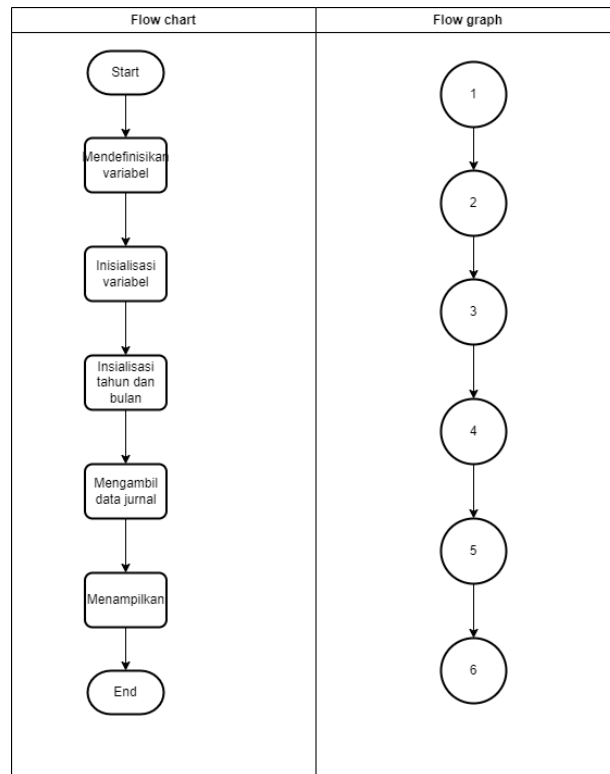 Flow chart
Flow graph
Start
Mendefinisikan
variabel
Inisialisasi
variabel
Insialisasi
tahun dan
bulan
Mengambil
data jurnal
Menampilkan
End
1
2
3
4
5
6